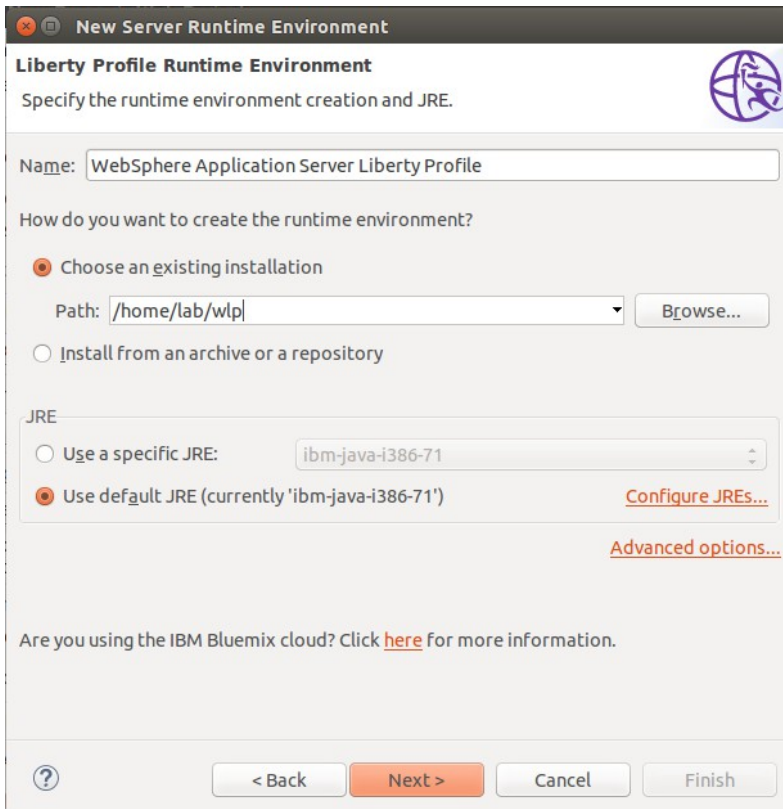 New Server Runtime Environment
Liberty Profile Runtime Environment
Specify the runtime environment creation and JRE.
Name: WebSphere Application Server Liberty Profile
How do you want to create the runtime environment?
Choose an existing installation
Path: /home/lab/wlp Browse...
Install from an archive or a repository
JRE
Use a specific JRE: ibm-java-i386-71
Use default JRE (currently 'ibm-java-i386-71') Configure JREs...
Advanced options...
Are you using the IBM Bluemix cloud? Click here for more information.
? < Back Next > Cancel Finish